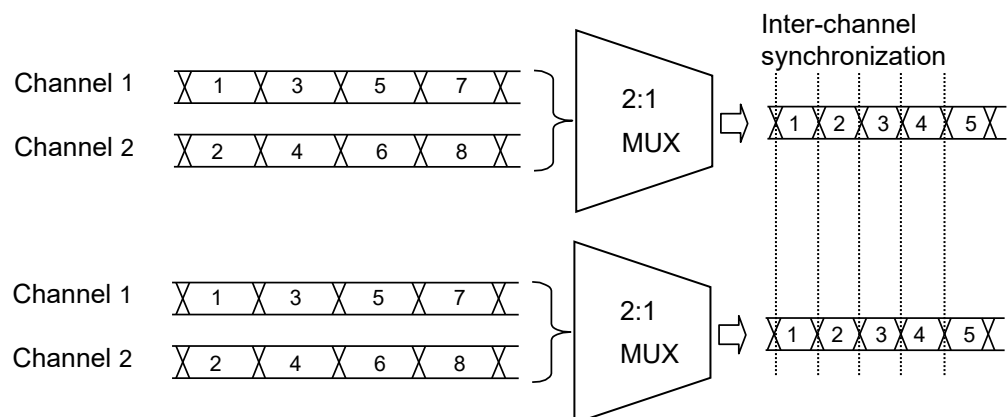 Inter-channel
synchronization
Channel 1
1 3 5 7
Channel 2
2 4 6 8
2:1
MUX
1 2 3 4 5
Channel 1
1 3 5 7
Channel 2
2 4 6 8
2:1
MUX
1 2 3 4 5